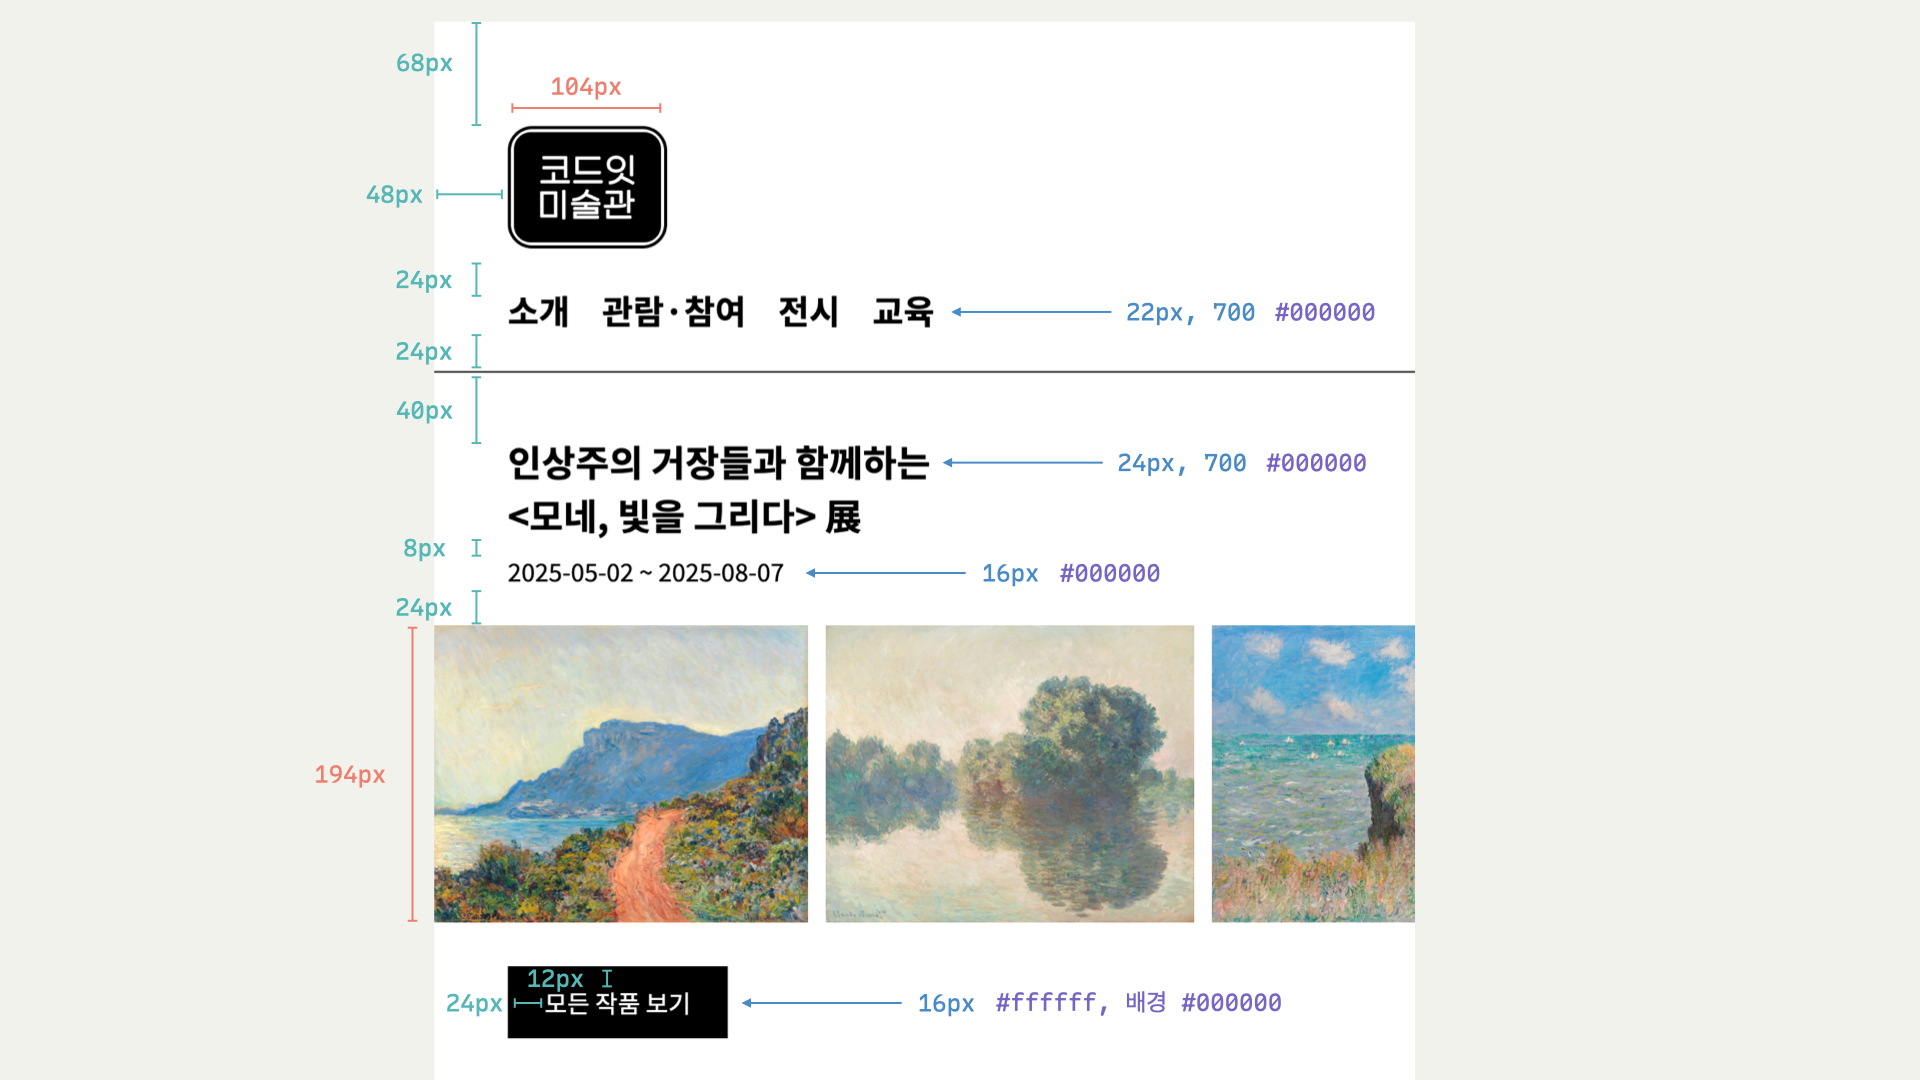 68px
104px
코드잇
미술관
48px
24px
소개 관람·참여 전시 교육
22px, 700 #000000
24px
40px
인상주의 거장들과 함께하는
24px, 700 #000000
<모네, 빛을 그리다> 展
8px
2025-05-02 ~ 2025-08-07
16px #000000
24px
194px
12px
24px
모든 작품 보기
16px #ffffff, 배경 #000000